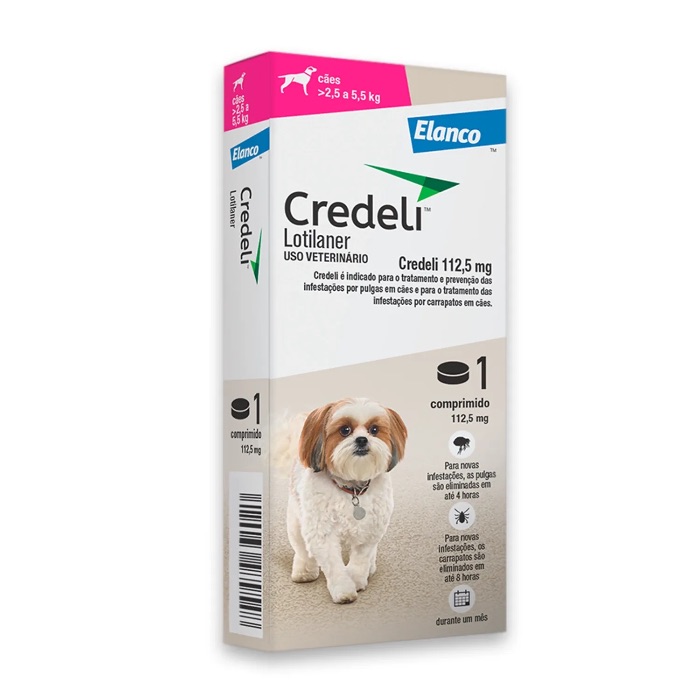 cães
>2,5 a 5,5 kg
Elanco™
Credeli™
Lotilaner
USO VETERINÁRIO
Credeli 112,5 mg
Credeli é indicado para o tratamento e prevenção das
infestações por pulgas em cães e para o tratamento das
infestações por carrapatos em cães.
1
comprimido
112,5 mg
Para novas
infestações, as pulgas
são eliminadas em
até 4 horas
Para novas
infestações, os
carrapatos são
eliminados em
até 8 horas
durante um mês
cães
>2,5 a
5,5 kg
Elanco
Credeli
Lotilaner
1
comprimido
112,5 mg